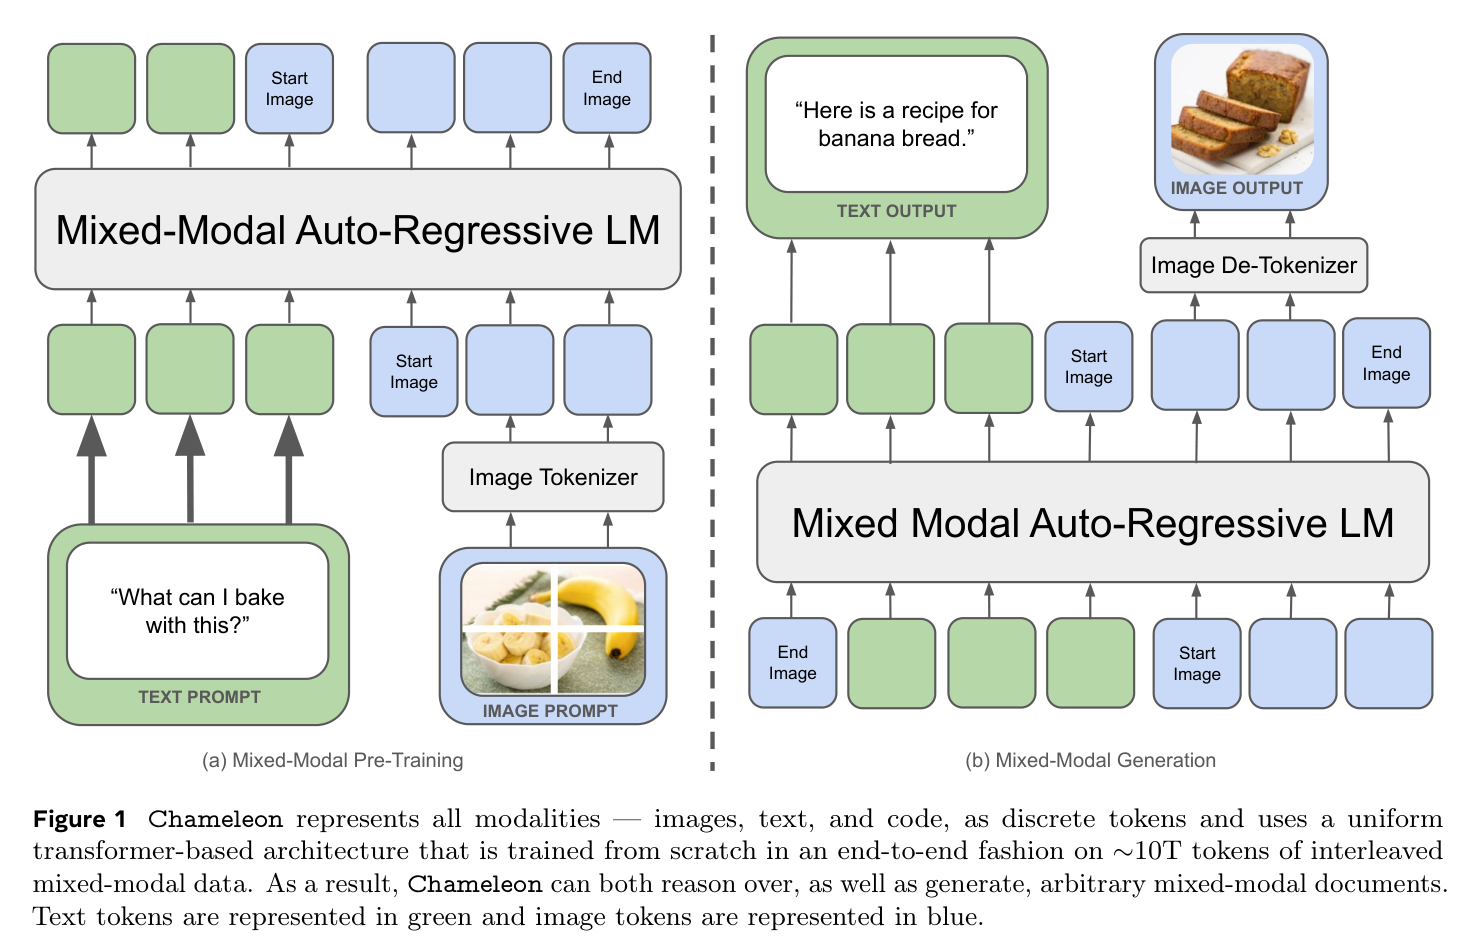 Start
Image
End
Image
Mixed-Modal Auto-Regressive LM
Start
Image
Image Tokenizer
“What can I bake
with this?”
TEXT PROMPT
IMAGE PROMPT
(a) Mixed-Modal Pre-Training
“Here is a recipe for
banana bread.”
TEXT OUTPUT
IMAGE OUTPUT
Image De-Tokenizer
Start
Image
End
Image
Mixed Modal Auto-Regressive LM
End
Image
Start
Image
(b) Mixed-Modal Generation
Figure 1 Chameleon represents all modalities — images, text, and code, as discrete tokens and uses a uniform
transformer-based architecture that is trained from scratch in an end-to-end fashion on ∼10T tokens of interleaved
mixed-modal data. As a result, Chameleon can both reason over, as well as generate, arbitrary mixed-modal documents.
Text tokens are represented in green and image tokens are represented in blue.